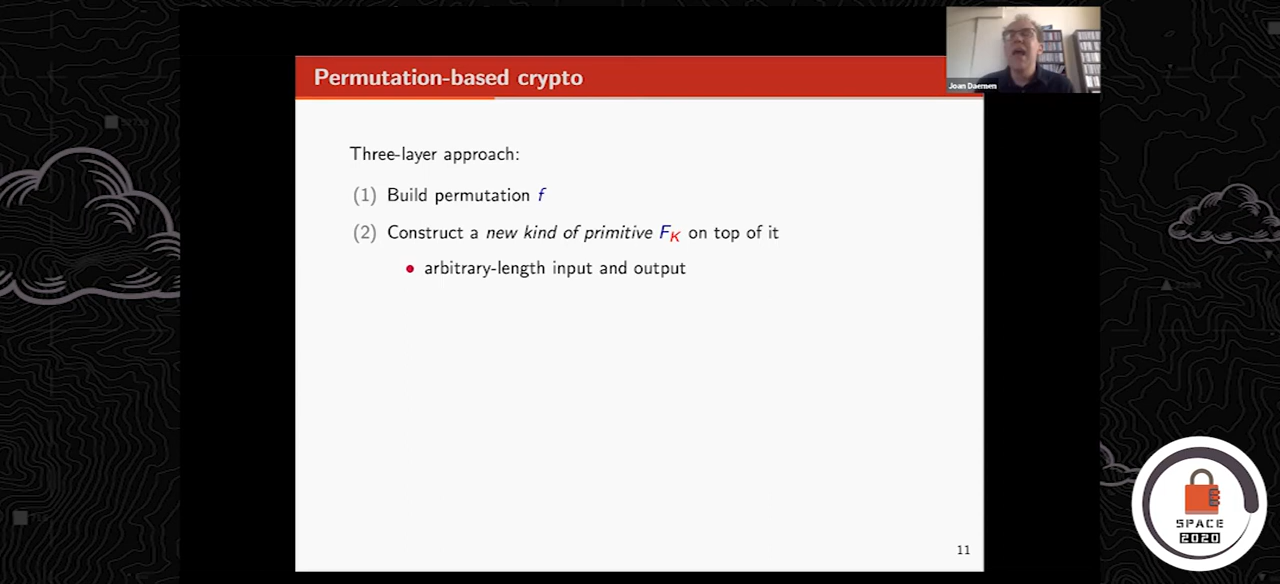 Permutation-based crypto
Joan Daemen
Three-layer approach:
(1) Build permutation f
(2) Construct a new kind of primitive F_K on top of it
• arbitrary-length input and output
11
SPACE
2020